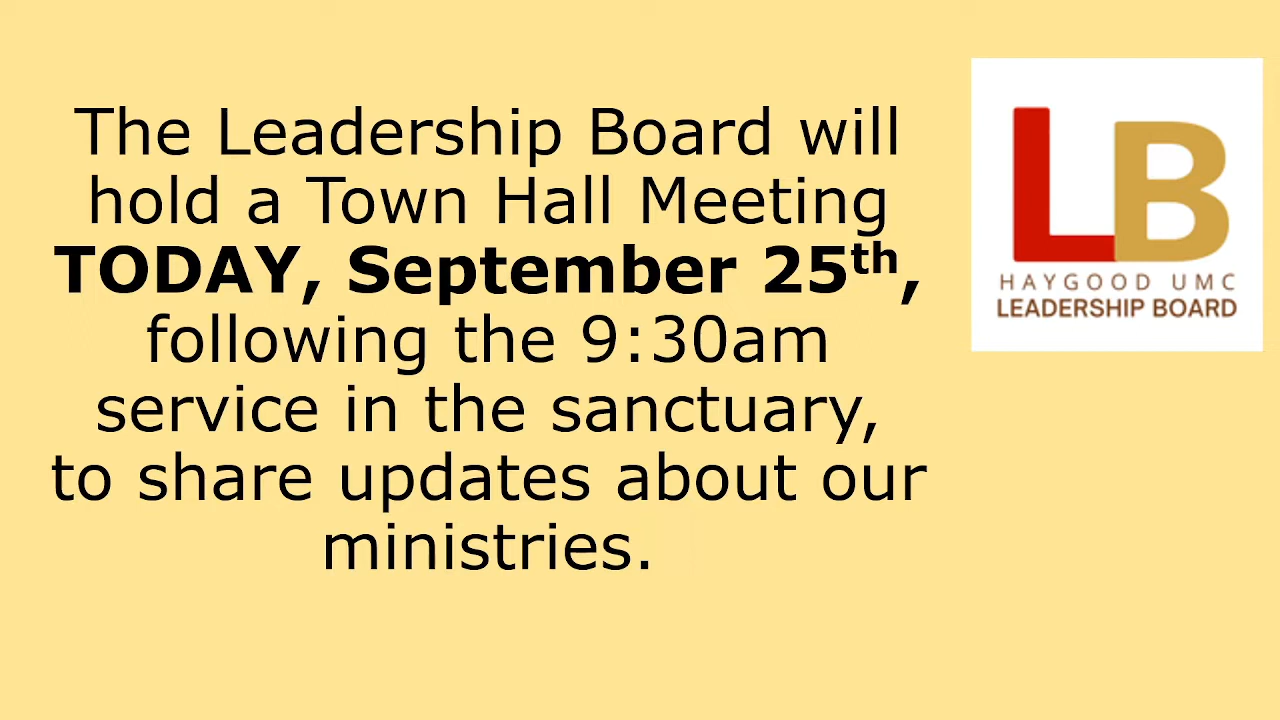 The Leadership Board will
hold a Town Hall Meeting
TODAY, September 25th,
following the 9:30am
service in the sanctuary,
to share updates about our
ministries.
LB
HAYGOOD UMC
LEADERSHIP BOARD